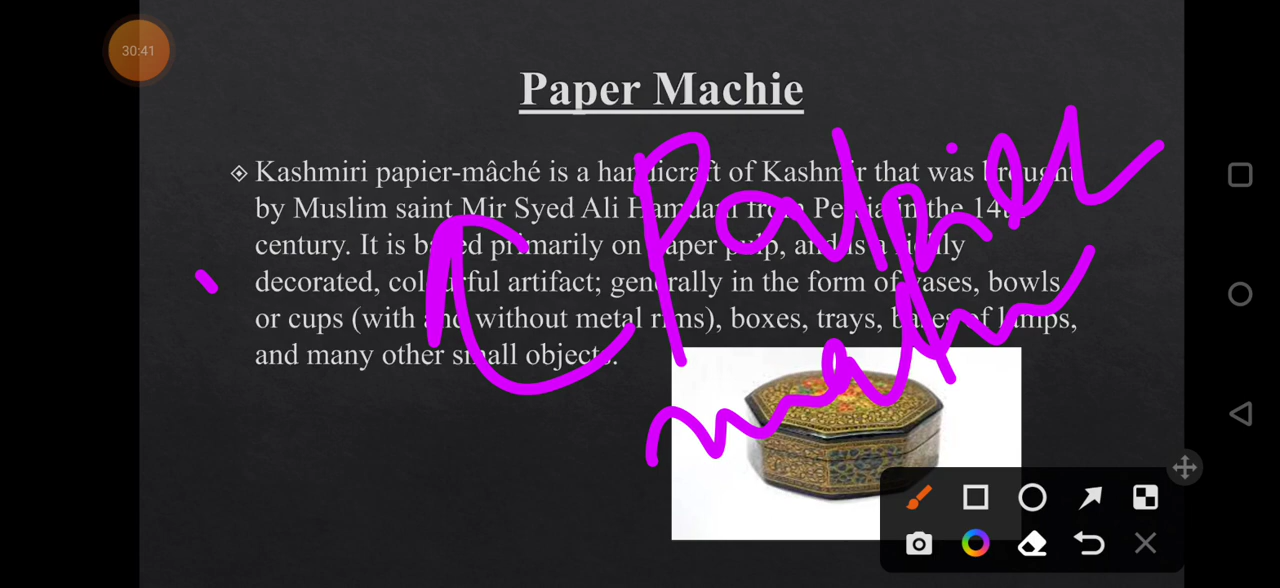 30:41
Paper Machie
Kashmiri papier-mâché is a handicraft of Kashmir that was brought
by Muslim saint Mir Syed Ali Hamdani from Persia in the 14th
century. It is based primarily on paper pulp, and is a richly
decorated, colourful artifact; generally in the form of vases, bowls
or cups (with and without metal rims), boxes, trays, bases of lamps,
and many other small objects.
Papier